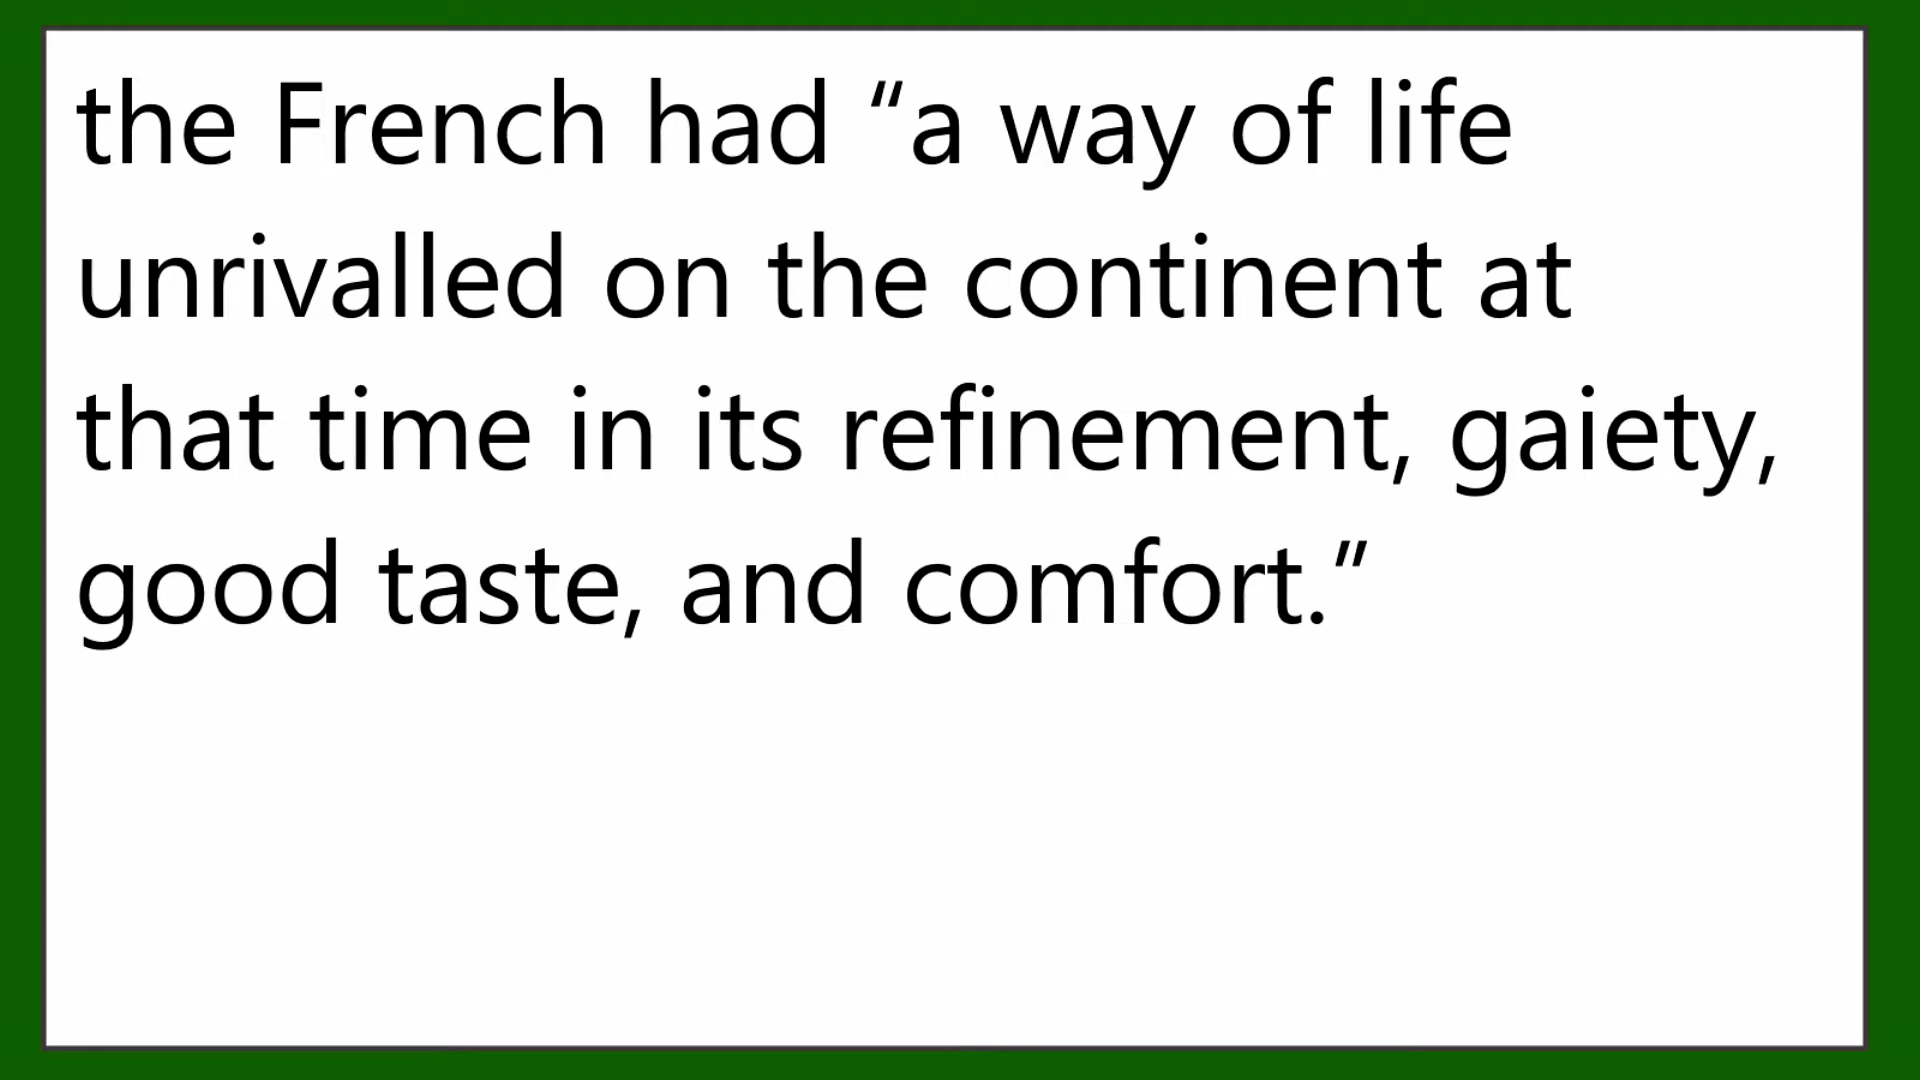 the French had “a way of life
unrivalled on the continent at
that time in its refinement, gaiety,
good taste, and comfort.”